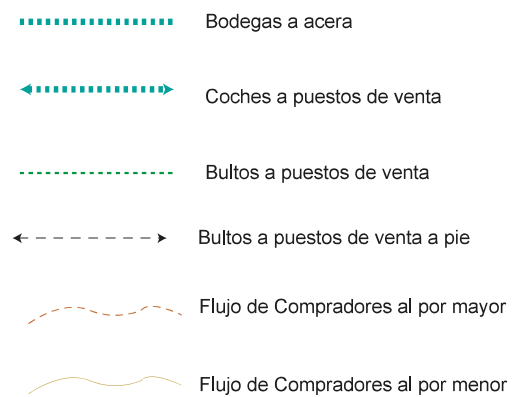 Bodegas a acera
Coches a puestos de venta
Bultos a puestos de venta
Bultos a puestos de venta a pie
Flujo de Compradores al por mayor
Flujo de Compradores al por menor